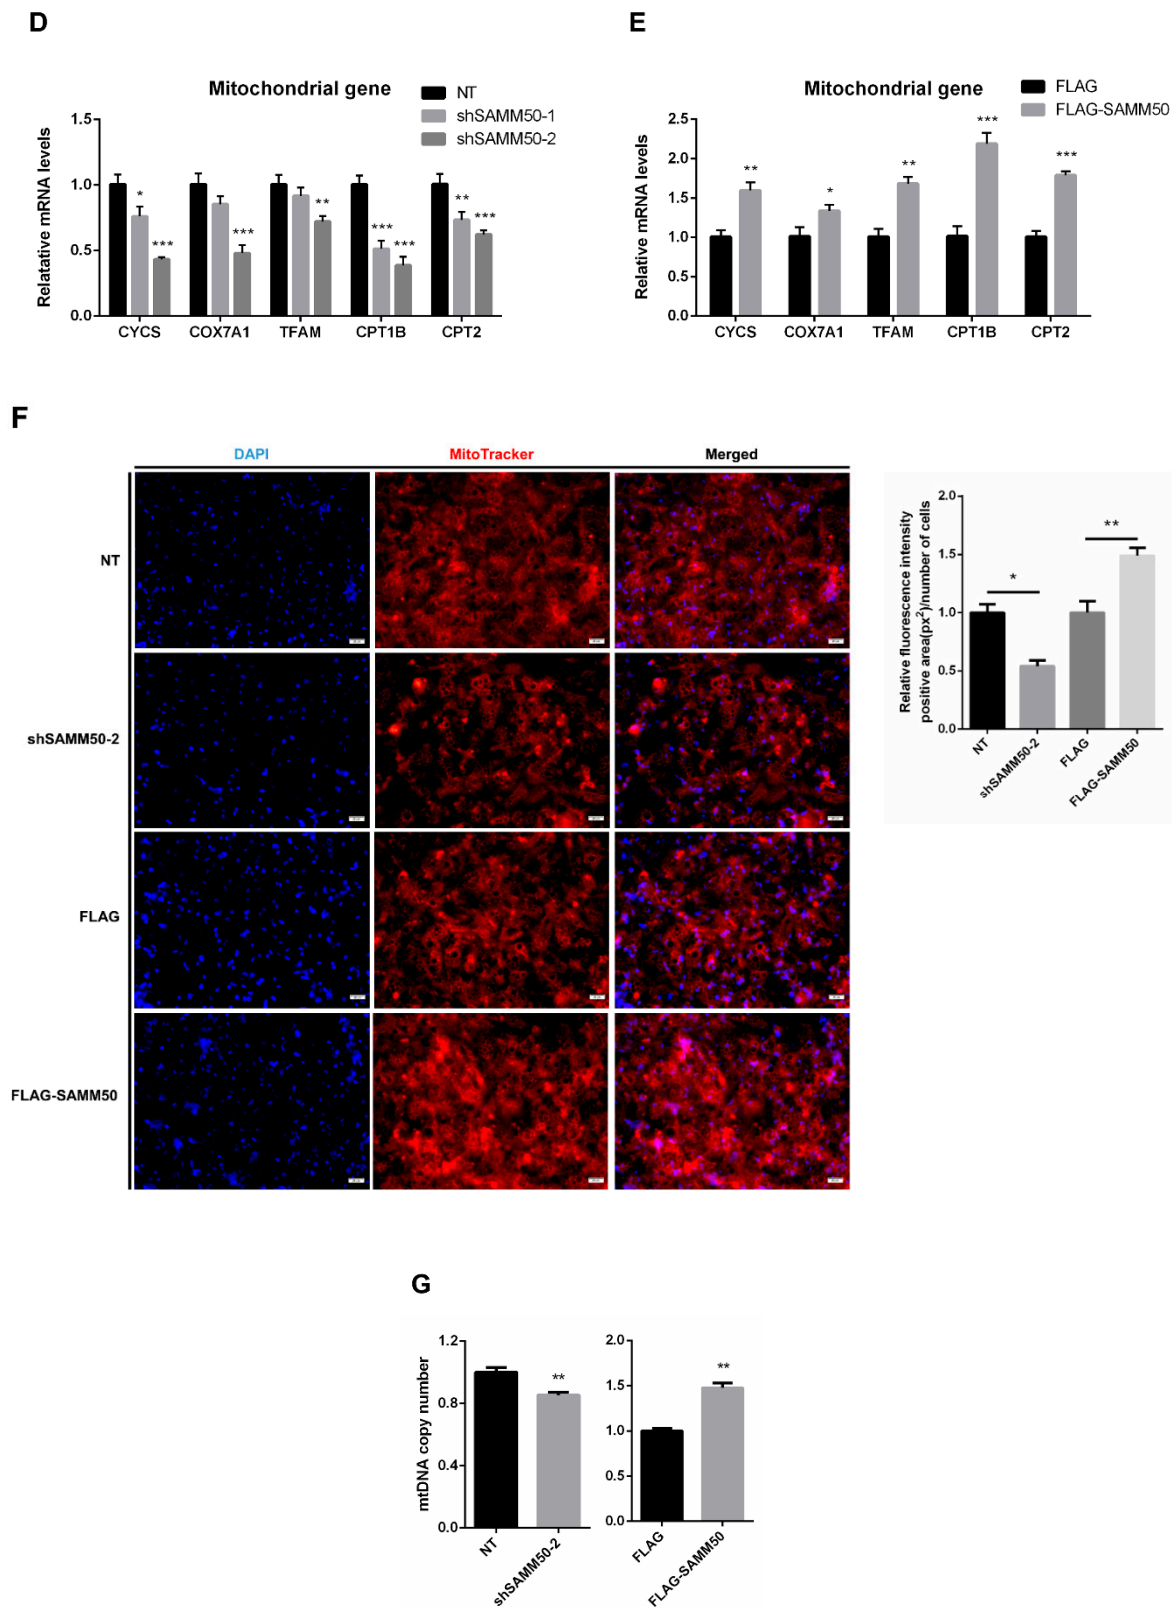 D
Mitochondrial gene
NT
shSAMM50-1
shSAMM50-2
Relatative mRNA levels
1.5
1.0
0.5
0.0
* *** *** ** *** *** ** ***
CYCS COX7A1 TFAM CPT1B CPT2
E
Mitochondrial gene
FLAG
FLAG-SAMM50
Relative mRNA levels
2.5
2.0
1.5
1.0
0.5
0.0
** * ** *** ***
CYCS COX7A1 TFAM CPT1B CPT2
F
DAPI MitoTracker Merged
NT
shSAMM50-2
FLAG
FLAG-SAMM50
Relative fluorescence intensity
positive area(px²)/number of cells
2.0
1.5
1.0
0.5
0.0
* **
NT shSAMM50-2 FLAG FLAG-SAMM50
G
mtDNA copy number
1.2
0.8
0.4
0.0
**
NT shSAMM50-2
2.0
1.5
1.0
0.5
0.0
**
FLAG FLAG-SAMM50